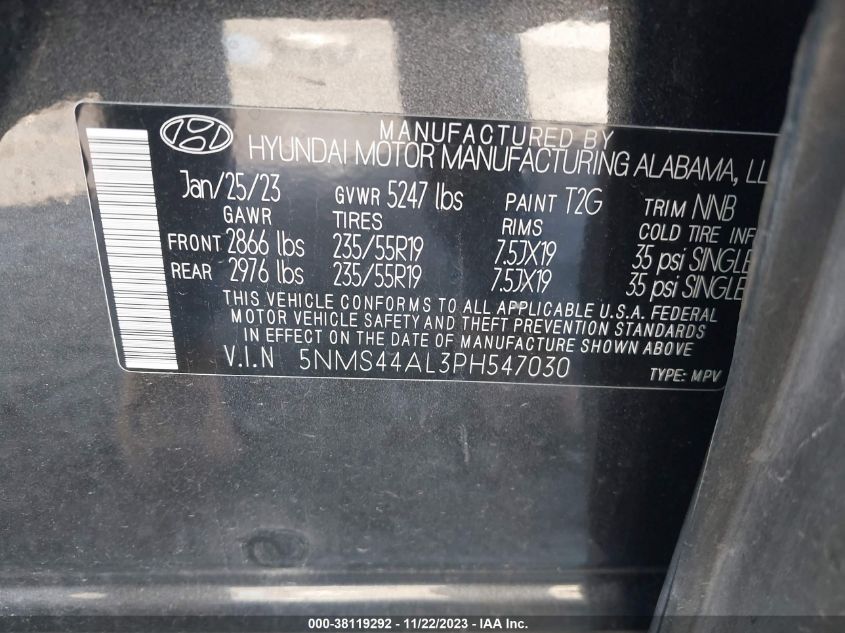 MANUFACTURED BY
HYUNDAI MOTOR MANUFACTURING ALABAMA, LL
Jan/25/23 GVWR 5247 lbs PAINT T2G TRIM NNB
GAWR TIRES RIMS COLD TIRE INF
FRONT 2866 lbs 235/55R19 7.5JX19 35 psi SINGLE
REAR 2976 lbs 235/55R19 7.5JX19 35 psi SINGLE
THIS VEHICLE CONFORMS TO ALL APPLICABLE U.S.A. FEDERAL
MOTOR VEHICLE SAFETY AND THEFT PREVENTION STANDARDS
IN EFFECT ON THE DATE OF MANUFACTURE SHOWN ABOVE
V.I.N 5NMS44AL3PH547030 TYPE: MPV
000-38119292 - 11/22/2023 - IAA Inc.